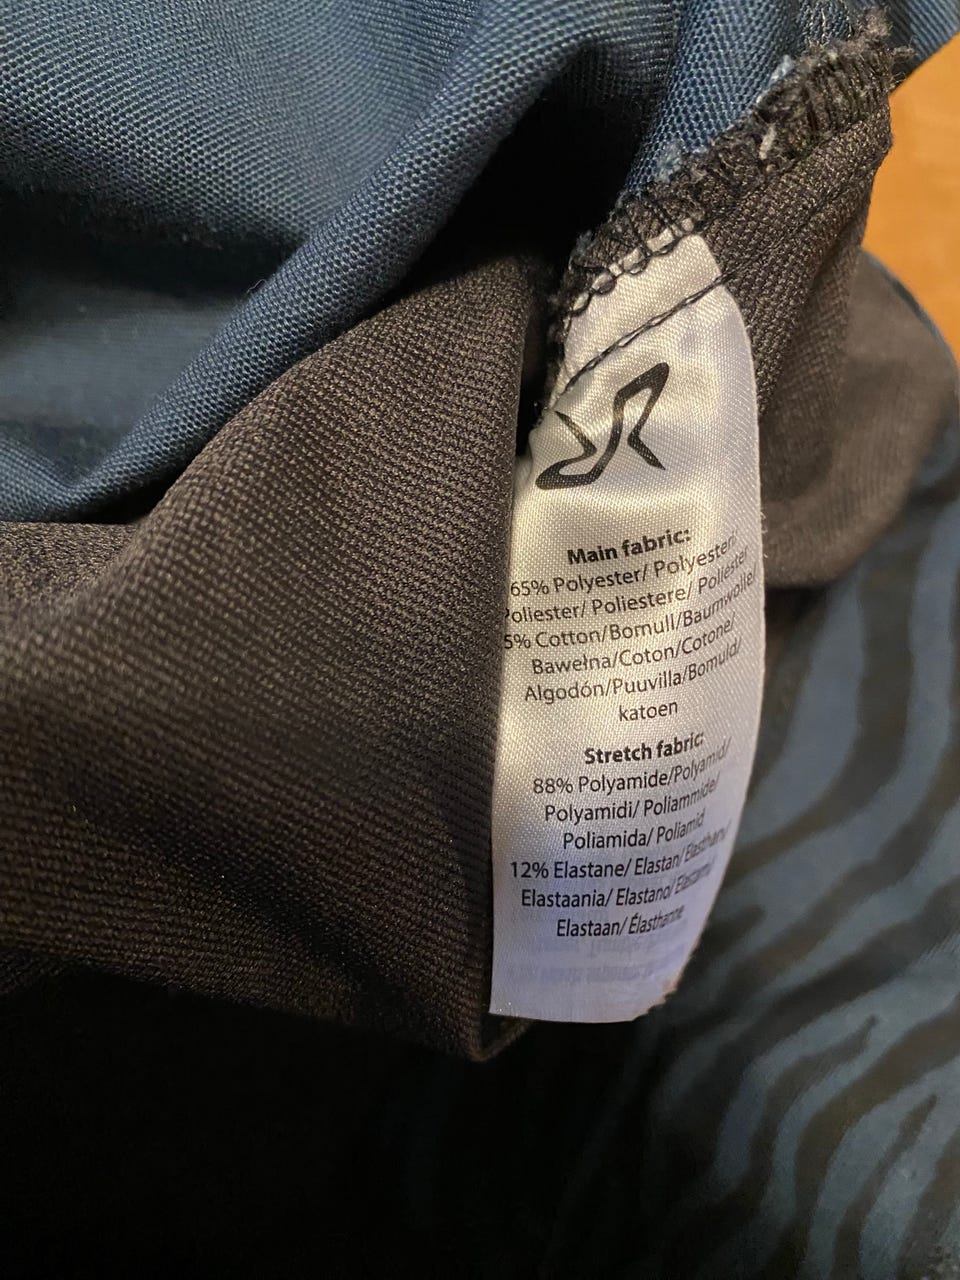 Main fabric:
65% Polyester/ Polyester/
Poliester/ Poliestere/ Poliester
5% Cotton/Bomull/Baumwolle/
Bawełna/Coton/Cotone/
Algodón/Puuvilla/Bomuld/
katoen
Stretch fabric:
88% Polyamide/Polyamid/
Polyamidi/ Poliammide/
Poliamida/ Poliamid
12% Elastane/ Elastan/
Elastaania/ Elastano/
Elastaan/ Élasthanne